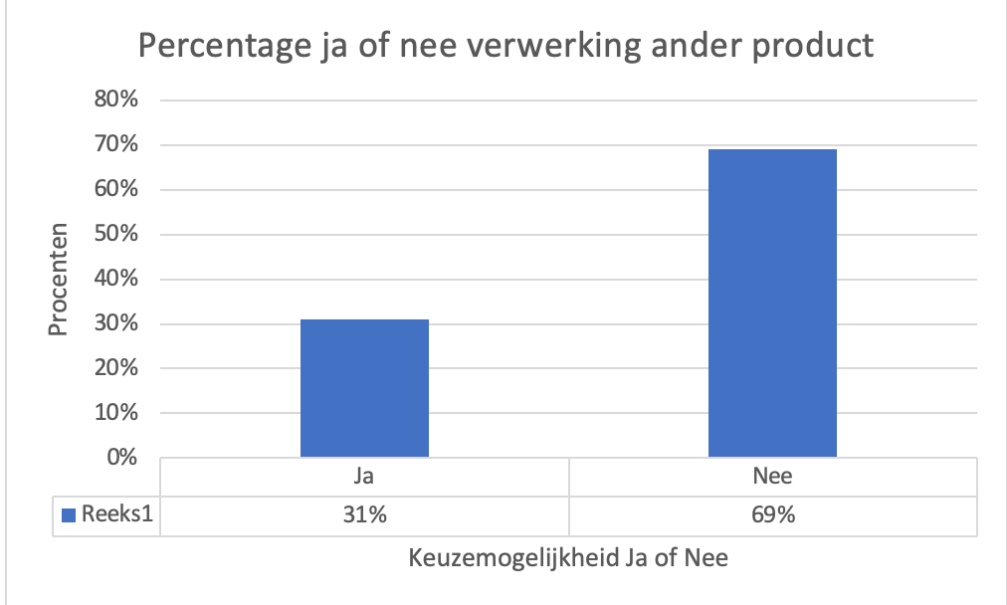 Percentage ja of nee verwerking ander product
80%
70%
60%
50%
40%
30%
20%
10%
0%
Procenten
Ja Nee
Reeks1 31% 69%
Keuzemogelijkheid Ja of Nee